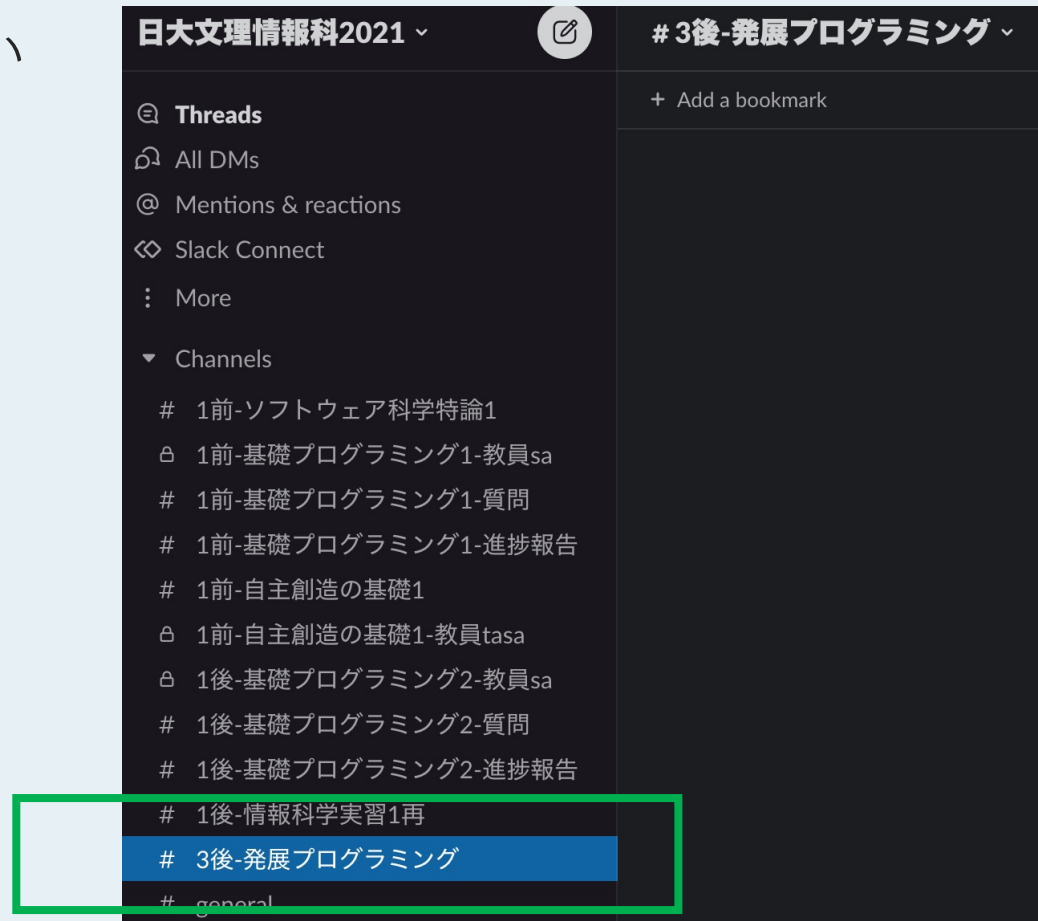 日大文理情報科2021
# 3後-発展プログラミング
+ Add a bookmark
Threads
All DMs
@ Mentions & reactions
Slack Connect
More
Channels
# 1前-ソフトウェア科学特論1
1前-基礎プログラミング1-教員sa
# 1前-基礎プログラミング1-質問
# 1前-基礎プログラミング1-進捗報告
# 1前-自主創造の基礎1
1前-自主創造の基礎1-教員tasa
1後-基礎プログラミング2-教員sa
# 1後-基礎プログラミング2-質問
# 1後-基礎プログラミング2-進捗報告
# 1後-情報科学実習1再
# 3後-発展プログラミング
# general